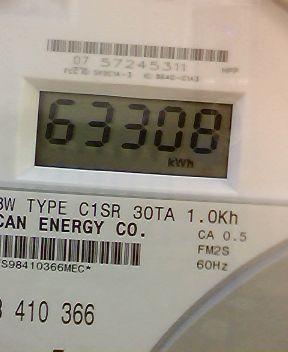 07 57245311
63308
kWh
3W TYPE C1SR 30TA 1.0Kh
CAN ENERGY CO.
CA 0.5
FM2S
60Hz
S98410366MEC*
410 366